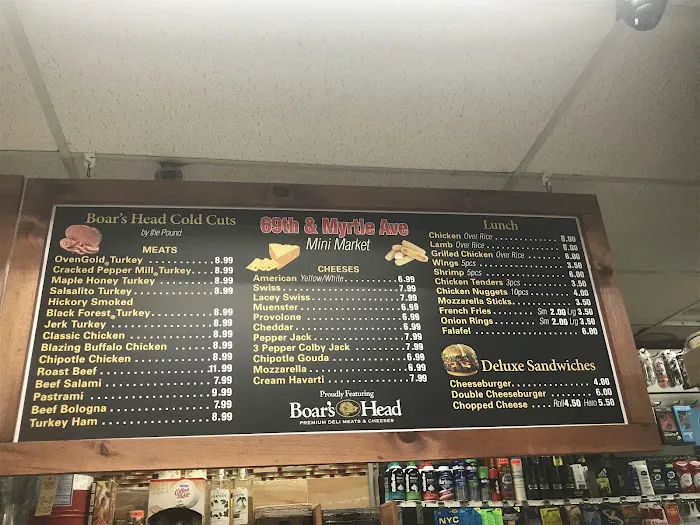 Boar's Head Cold Cuts
by the Pound
MEATS
OvenGold Turkey 8.99
Cracked Pepper Mill Turkey 8.99
Maple Honey Turkey 8.99
Salsalito Turkey 8.99
Hickory Smoked
Black Forest Turkey 8.99
Jerk Turkey 8.99
Classic Chicken 8.99
Blazing Buffalo Chicken 8.99
Chipotle Chicken 8.99
Roast Beef 11.99
Beef Salami 7.99
Pastrami 9.99
Beef Bologna 7.99
Turkey Ham 8.99
69th & Myrtle Ave
Mini Market
CHEESES
American Yellow/White 6.99
Swiss 7.99
Lacey Swiss 7.99
Muenster 6.99
Provolone 6.99
Cheddar 6.99
Pepper Jack 7.99
3 Pepper Colby Jack 7.99
Chipotle Gouda 6.99
Mozzarella 6.99
Cream Havarti 7.99
Proudly Featuring
Boar's Head
PREMIUM DELI MEATS & CHEESES
Lunch
Chicken Over Rice 6.00
Lamb Over Rice 6.00
Grilled Chicken Over Rice 6.00
Wings 5pcs 3.50
Shrimp 5pcs 6.00
Chicken Tenders 3pcs 3.50
Chicken Nuggets 10pcs 4.00
Mozzarella Sticks 3.50
French Fries Sm 2.00 Lrg 3.50
Onion Rings Sm 2.00 Lrg 3.50
Falafel 6.00
Deluxe Sandwiches
Cheeseburger 4.00
Double Cheeseburger 6.00
Chopped Cheese Roll 4.50 Hero 5.50
NYC